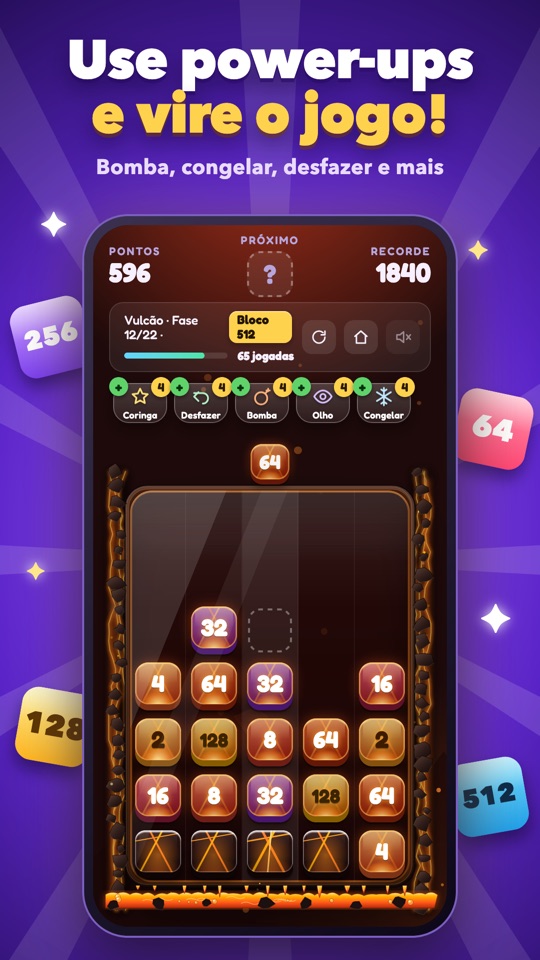 Use power-ups
e vire o jogo!
Bomba, congelar, desfazer e mais
PONTOS
596
PRÓXIMO
?
RECORDE
1840
Vulcão · Fase
12/22 ·
Bloco
512
65 jogadas
+ 4 + 4 + 4 + 4 + 4
Coringa Desfazer Bomba Olho Congelar
256
64
64
32
4 64 32 16
2 128 8 64 2
16 8 32 128 64
4
128
512